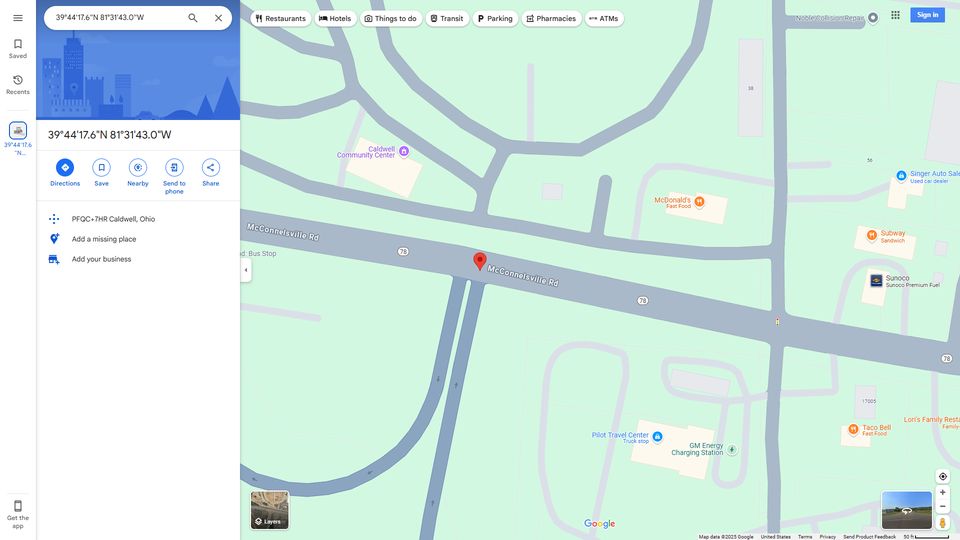 39°44'17.6"N 81°31'43.0"W
Restaurants
Hotels
Things to do
Transit
Parking
Pharmacies
ATMs
Sign in
Saved
Recents
39°44'17.6
"N...
Get the
app
39°44'17.6"N 81°31'43.0"W
Directions
Save
Nearby
Send to
phone
Share
PFQC+7HR Caldwell, Ohio
Add a missing place
Add your business
Noble Collision Repair
38
56
Caldwell
Community Center
Singer Auto Sale
Used car dealer
McDonald's
Fast Food
McConnelsville Rd
78
Subway
Sandwich
nd: Bus Stop
McConnelsville Rd
Sunoco
Sunoco Premium Fuel
78
78
17005
Lori's Family Resta
Family-
Taco Bell
Fast Food
Pilot Travel Center
Truck stop
GM Energy
Charging Station
Layers
Google
Map data ©2025 Google
United States
Terms
Privacy
Send Product Feedback
50 ft